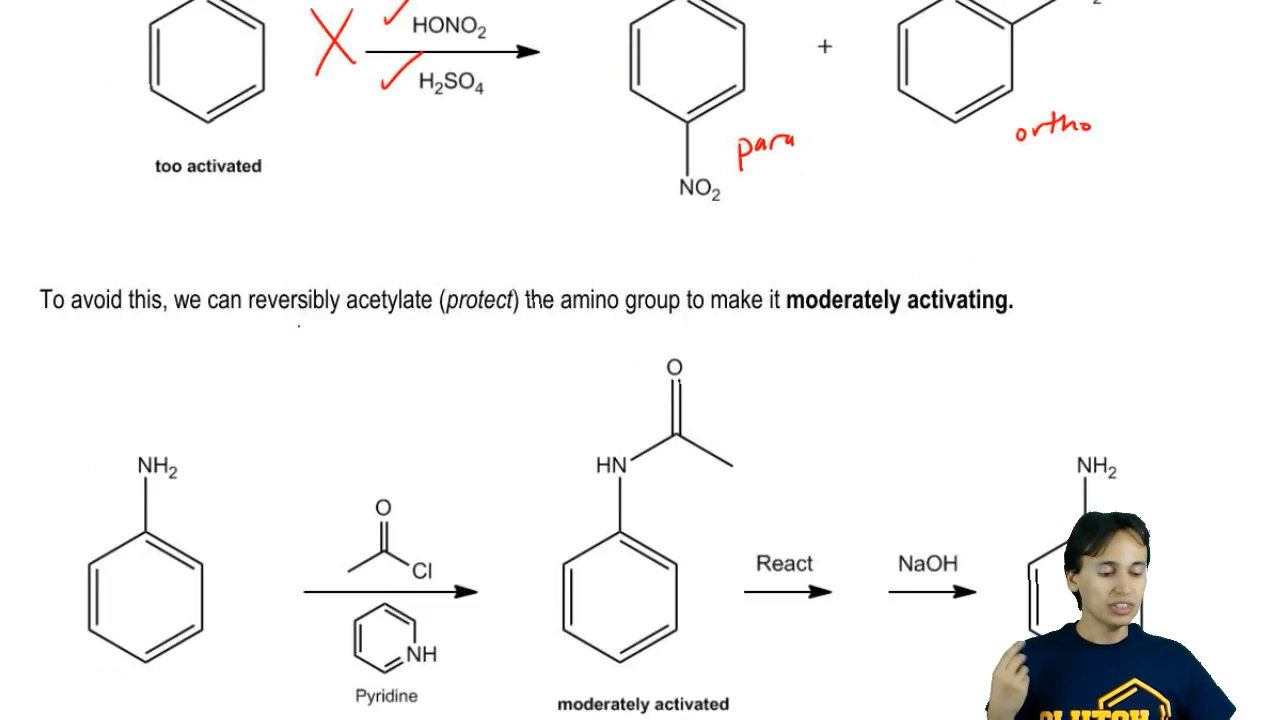 HONO₂
H₂SO₄
+
para
ortho
too activated
NO₂
To avoid this, we can reversibly acetylate (protect) the amino group to make it moderately activating.
O
NH₂
HN
NH₂
O
Cl
React
NaOH
NH
Pyridine
moderately activated
CLUTCH